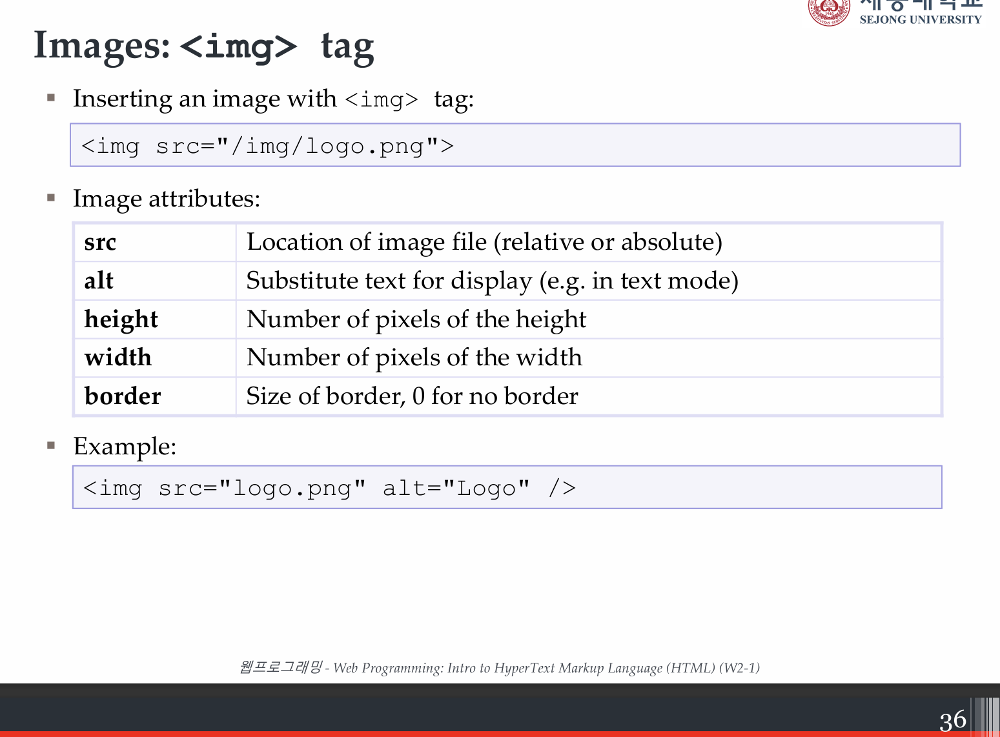 SEJONG UNIVERSITY
Images: <img> tag
▪ Inserting an image with <img> tag:
<img src="/img/logo.png">
▪ Image attributes:
src Location of image file (relative or absolute)
alt Substitute text for display (e.g. in text mode)
height Number of pixels of the height
width Number of pixels of the width
border Size of border, 0 for no border
▪ Example:
<img src="logo.png" alt="Logo" />
웹프로그래밍 - Web Programming: Intro to HyperText Markup Language (HTML) (W2-1)
36